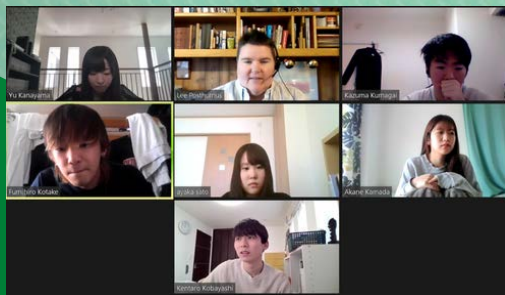 Yu Kanayama
Lee Posthumus
Kazuma Kumagai
Fumihiro Kotake
ayaka sato
Akane Kamada
Kentaro Kobayashi